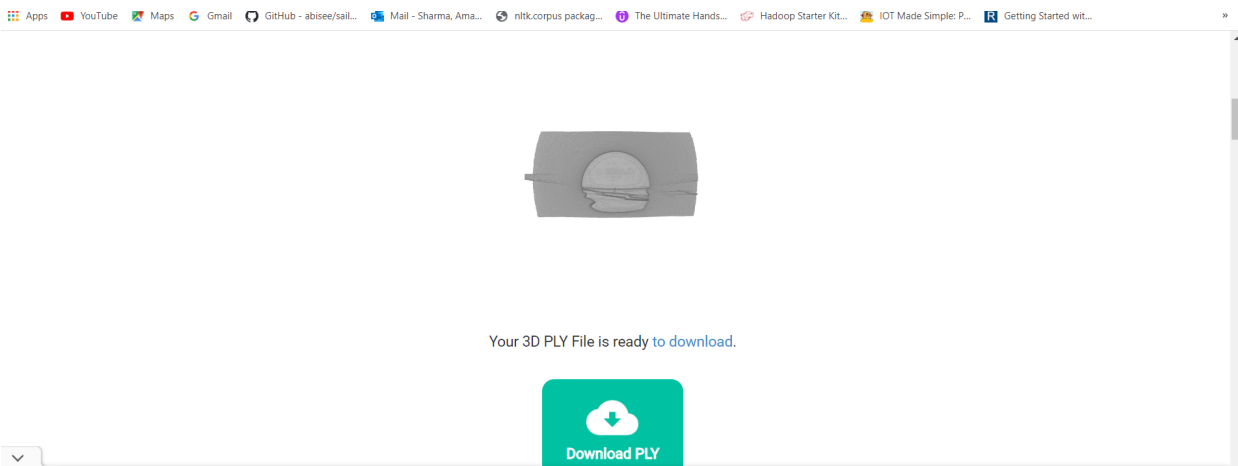 Apps YouTube Maps Gmail GitHub - abisee/sail... Mail - Sharma, Ama... nltk.corpus packag... The Ultimate Hands... Hadoop Starter Kit... IOT Made Simple: P... R Getting Started wit... »
Your 3D PLY File is ready to download.
Download PLY